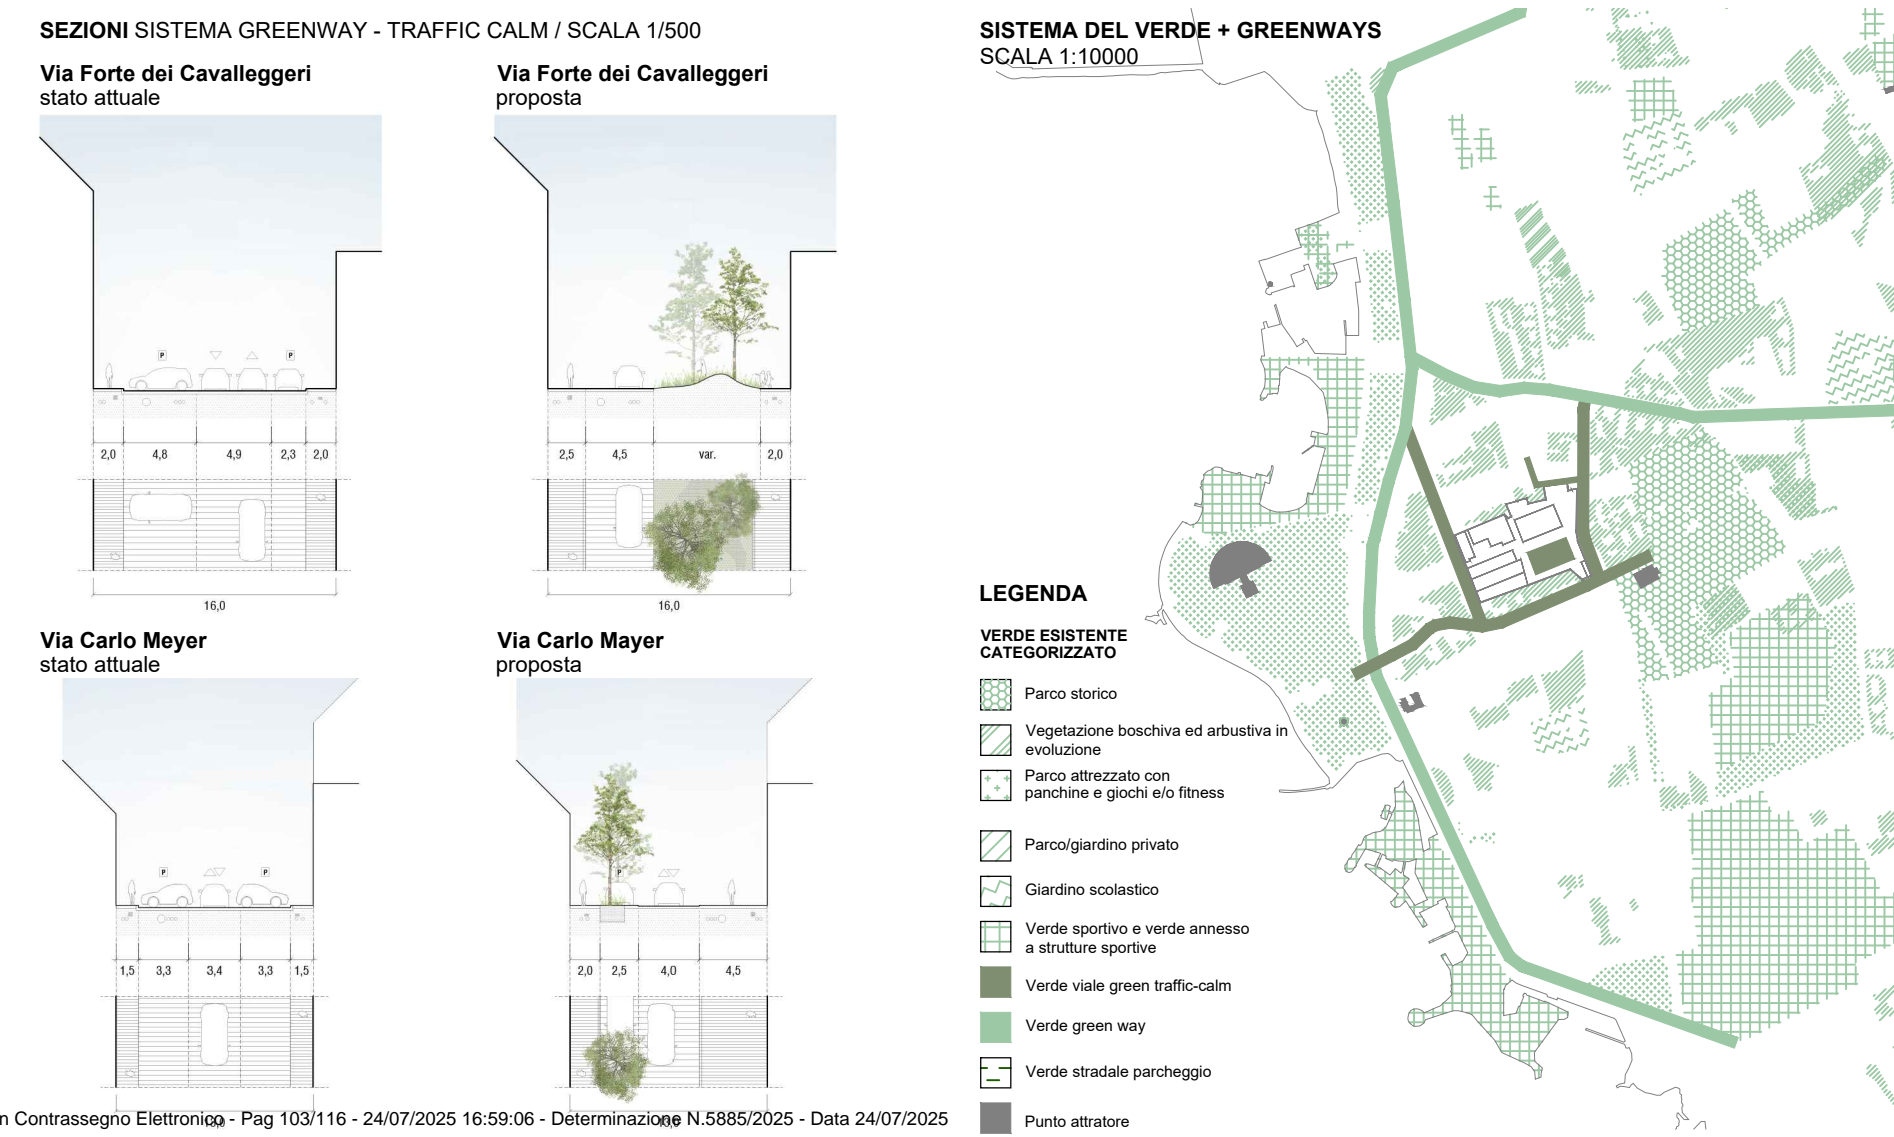 SEZIONI SISTEMA GREENWAY - TRAFFIC CALM / SCALA 1/500
Via Forte dei Cavalleggeri
stato attuale
P
P
2,0 4,8 4,9 2,3 2,0
16,0
Via Forte dei Cavalleggeri
proposta
2,5 4,5 var. 2,0
16,0
Via Carlo Meyer
stato attuale
P
P
1,5 3,3 3,4 3,3 1,5
Via Carlo Mayer
proposta
P
2,0 2,5 4,0 4,5
n Contrassegno Elettronico - Pag 103/116 - 24/07/2025 16:59:06 - Determinazione N.5885/2025 - Data 24/07/2025
SISTEMA DEL VERDE + GREENWAYS
SCALA 1:10000
LEGENDA
VERDE ESISTENTE
CATEGORIZZATO
Parco storico
Vegetazione boschiva ed arbustiva in
evoluzione
Parco attrezzato con
panchine e giochi e/o fitness
Parco/giardino privato
Giardino scolastico
Verde sportivo e verde annesso
a strutture sportive
Verde viale green traffic-calm
Verde green way
Verde stradale parcheggio
Punto attratore